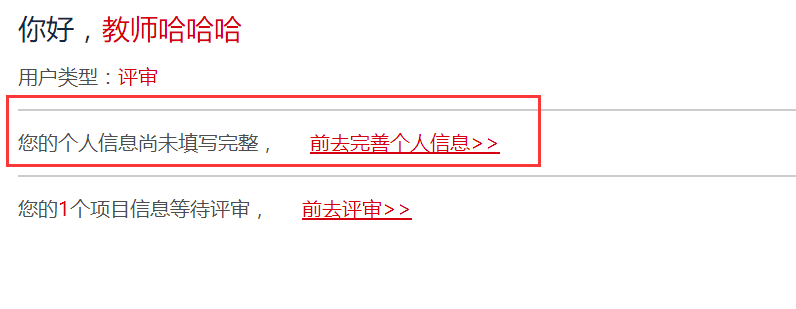 你好，教师哈哈哈
用户类型：评审
您的个人信息尚未填写完整， 前去完善个人信息>>
您的1个项目信息等待评审， 前去评审>>